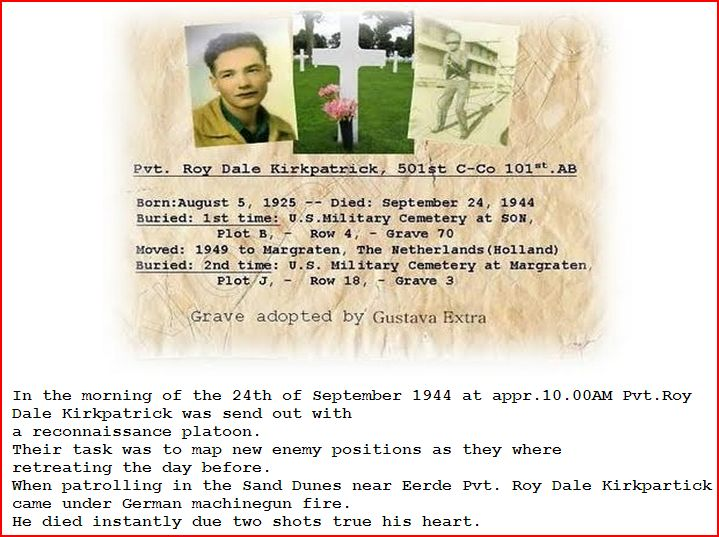 Pvt. Roy Dale Kirkpatrick, 501st C-Co 101st.AB
Born:August 5, 1925 -- Died: September 24, 1944
Buried: 1st time: U.S.Military Cemetery at SON,
Plot B, - Row 4, - Grave 70
Moved: 1949 to Margraten, The Netherlands(Holland)
Buried: 2nd time: U.S. Military Cemetery at Margraten,
Plot J, - Row 18, - Grave 3
Grave adopted by Gustava Extra
In the morning of the 24th of September 1944 at appr.10.00AM Pvt.Roy
Dale Kirkpatrick was send out with
a reconnaissance platoon.
Their task was to map new enemy positions as they where
retreating the day before.
When patrolling in the Sand Dunes near Eerde Pvt. Roy Dale Kirkpartick
came under German machinegun fire.
He died instantly due two shots true his heart.